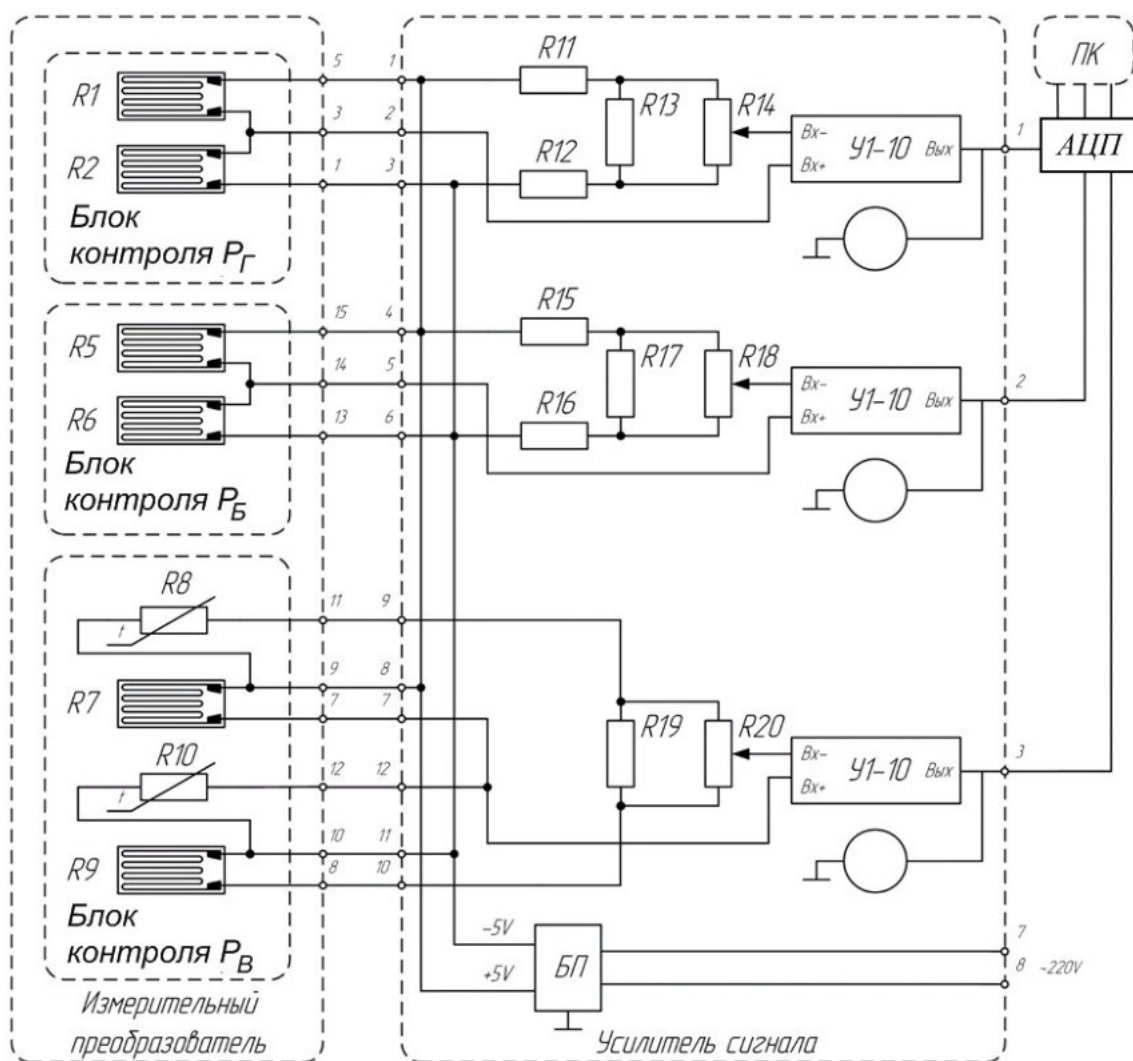 5 1
R11
ПК
R1
R13
R14
3 2
Вх–
У1-10 Вых
1
АЦП
R2
1 3
R12
Вх+
Блок
контроля РГ
R15
R5
15 4
R17
R18
14 5
Вх–
У1-10 Вых
2
R6
13 6
R16
Вх+
Блок
контроля РБ
R8
t
11 9
R7
9 8
7 7
R19
R20
R10
t
12 12
Вх–
У1-10 Вых
3
Вх+
R9
10 11
8 10
Блок
контроля РВ
–5V
+5V
БП
7
8 ~220V
Измерительный
преобразователь
Усилитель сигнала